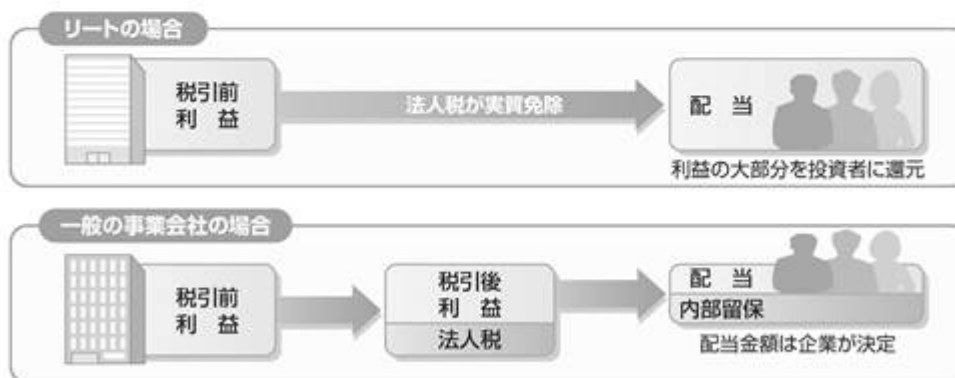 リートの場合
税引前
利　益
法人税が実質免除
配　当
利益の大部分を投資者に還元
一般の事業会社の場合
税引前
利　益
税引後
利　益
法人税
配　当
内部留保
配当金額は企業が決定